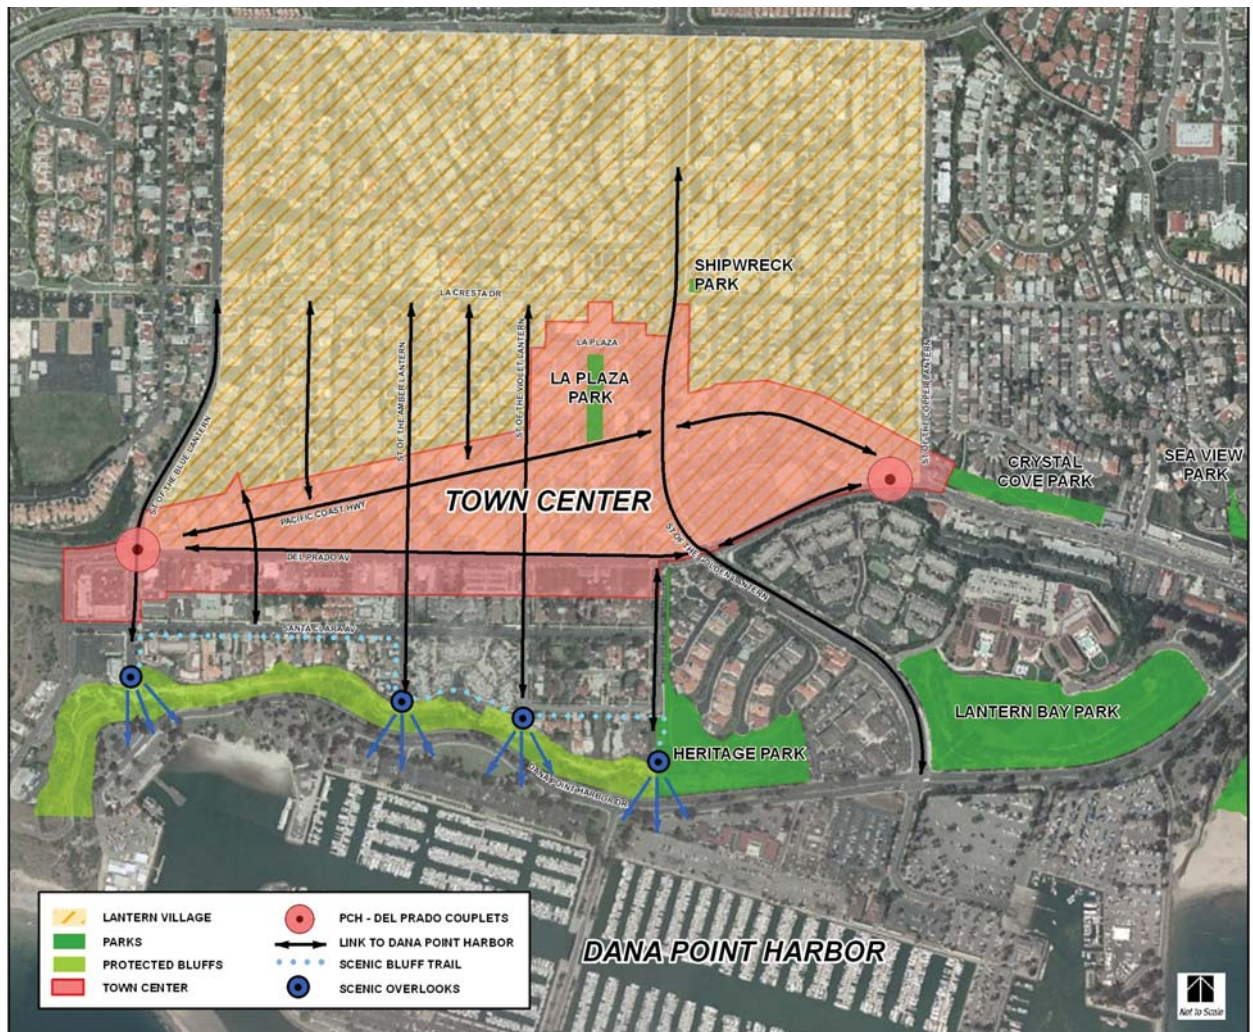 SHIPWRECK
PARK
LA CRESTA DR
LA PLAZA
LA PLAZA
PARK
ST OF THE BLUE LANTERN
ST OF THE AMBER LANTERN
ST OF THE VIOLET LANTERN
ST OF THE COPPER LANTERN
CRYSTAL
COVE PARK
SEA VIEW
PARK
TOWN CENTER
PACIFIC COAST HWY
DEL PRADO AV
ST OF THE GOLDEN LANTERN
SANTA CLARA AV
LANTERN BAY PARK
HERITAGE PARK
DANA POINT HARBOR DR
DANA POINT HARBOR
LANTERN VILLAGE
PARKS
PROTECTED BLUFFS
TOWN CENTER
PCH - DEL PRADO COUPLETS
LINK TO DANA POINT HARBOR
SCENIC BLUFF TRAIL
SCENIC OVERLOOKS
Not to Scale